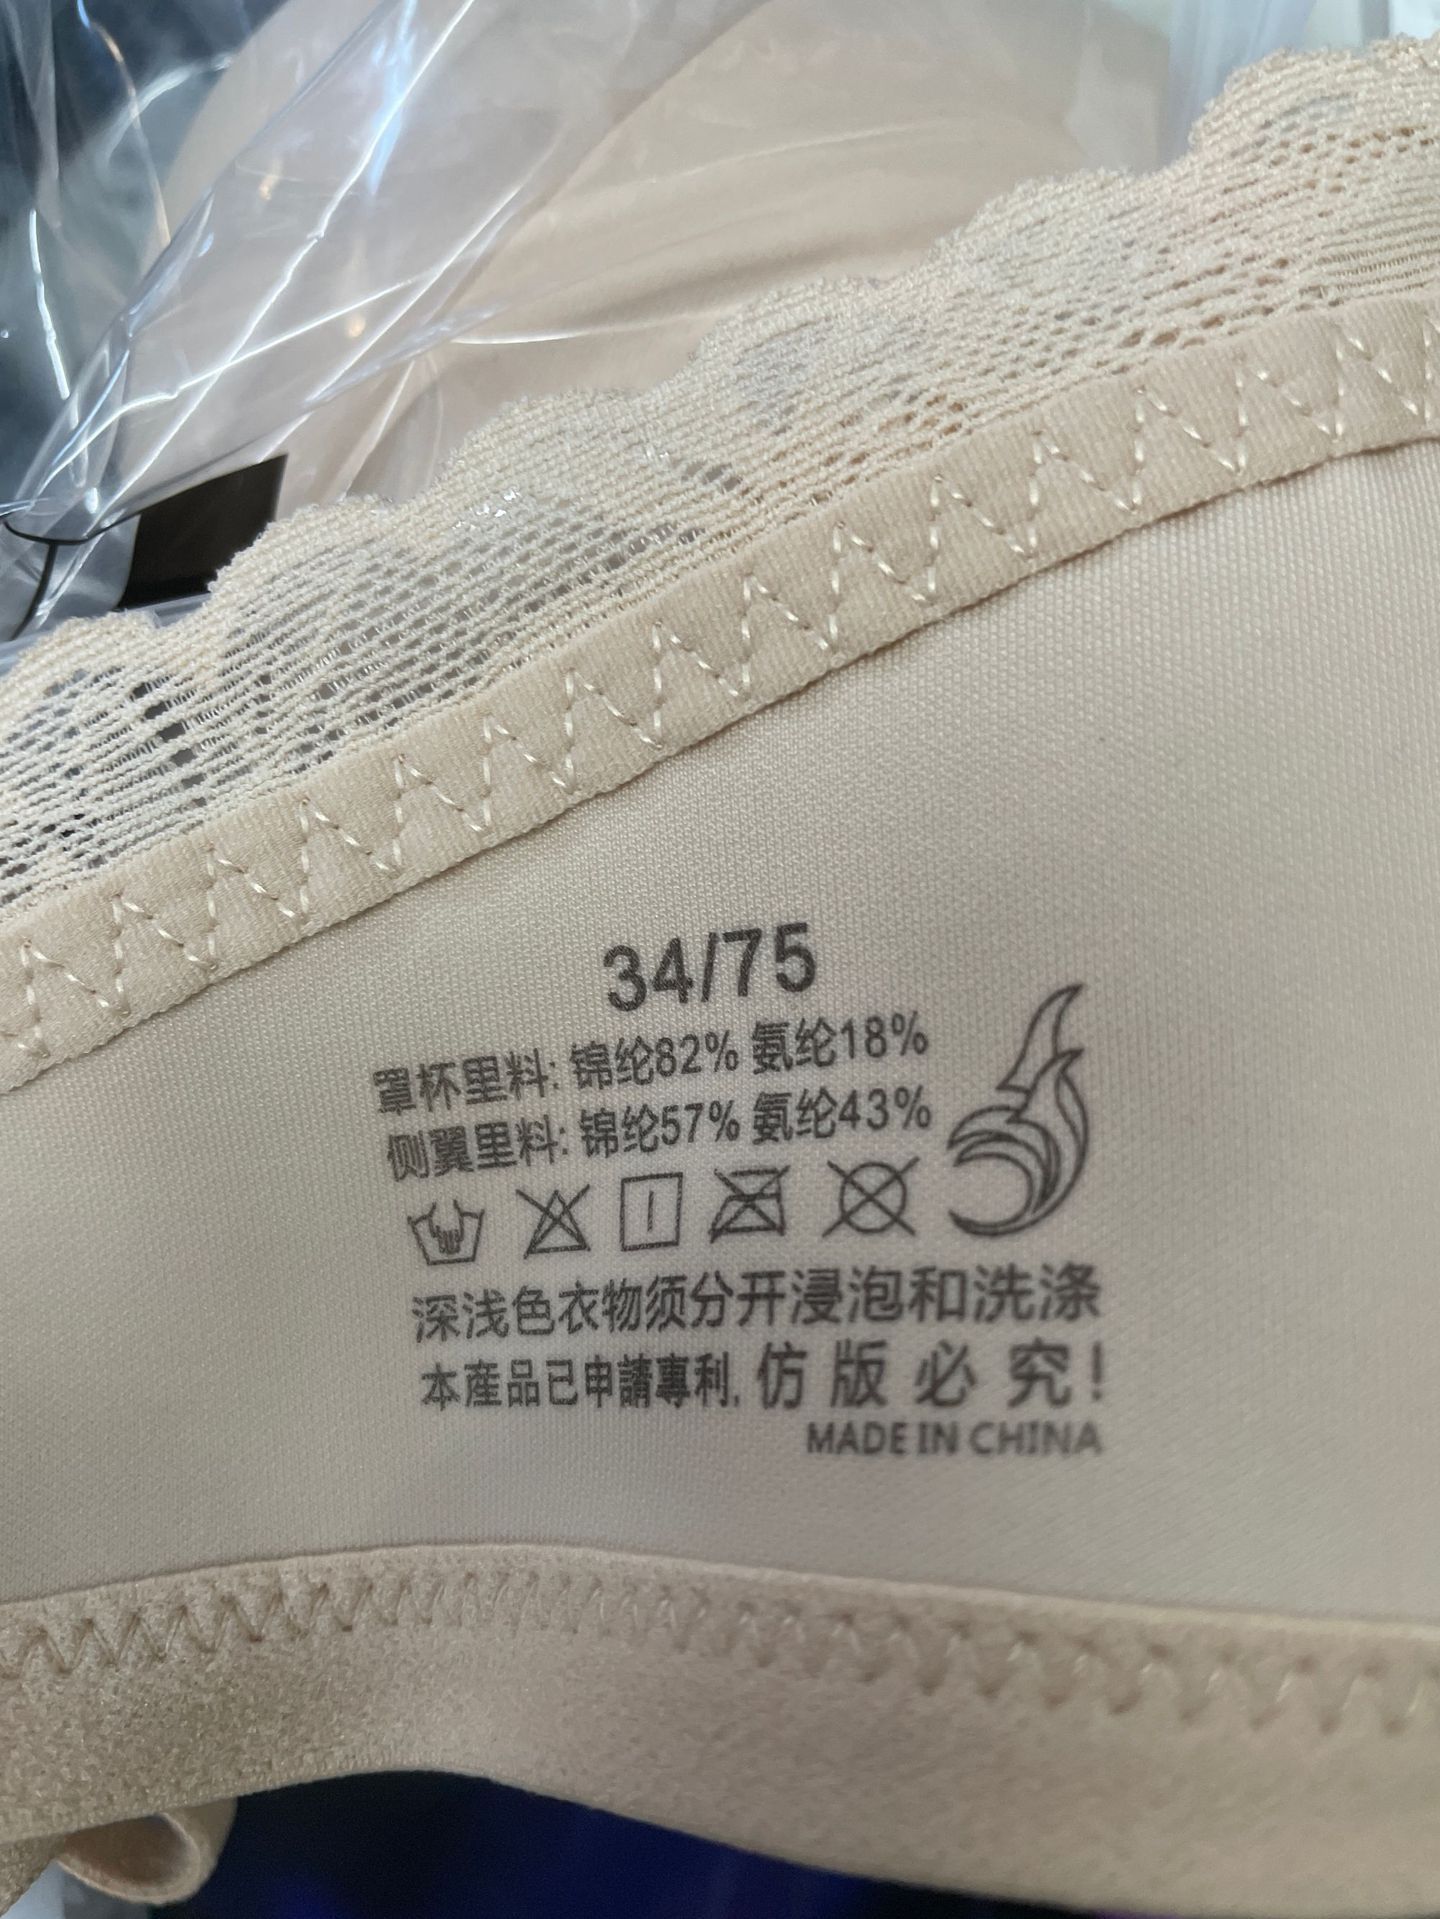 34/75
罩杯里料: 锦纶82% 氨纶18%
侧翼里料: 锦纶57% 氨纶43%
深浅色衣物须分开浸泡和洗涤
本産品已申請專利, 仿版必究!
MADE IN CHINA